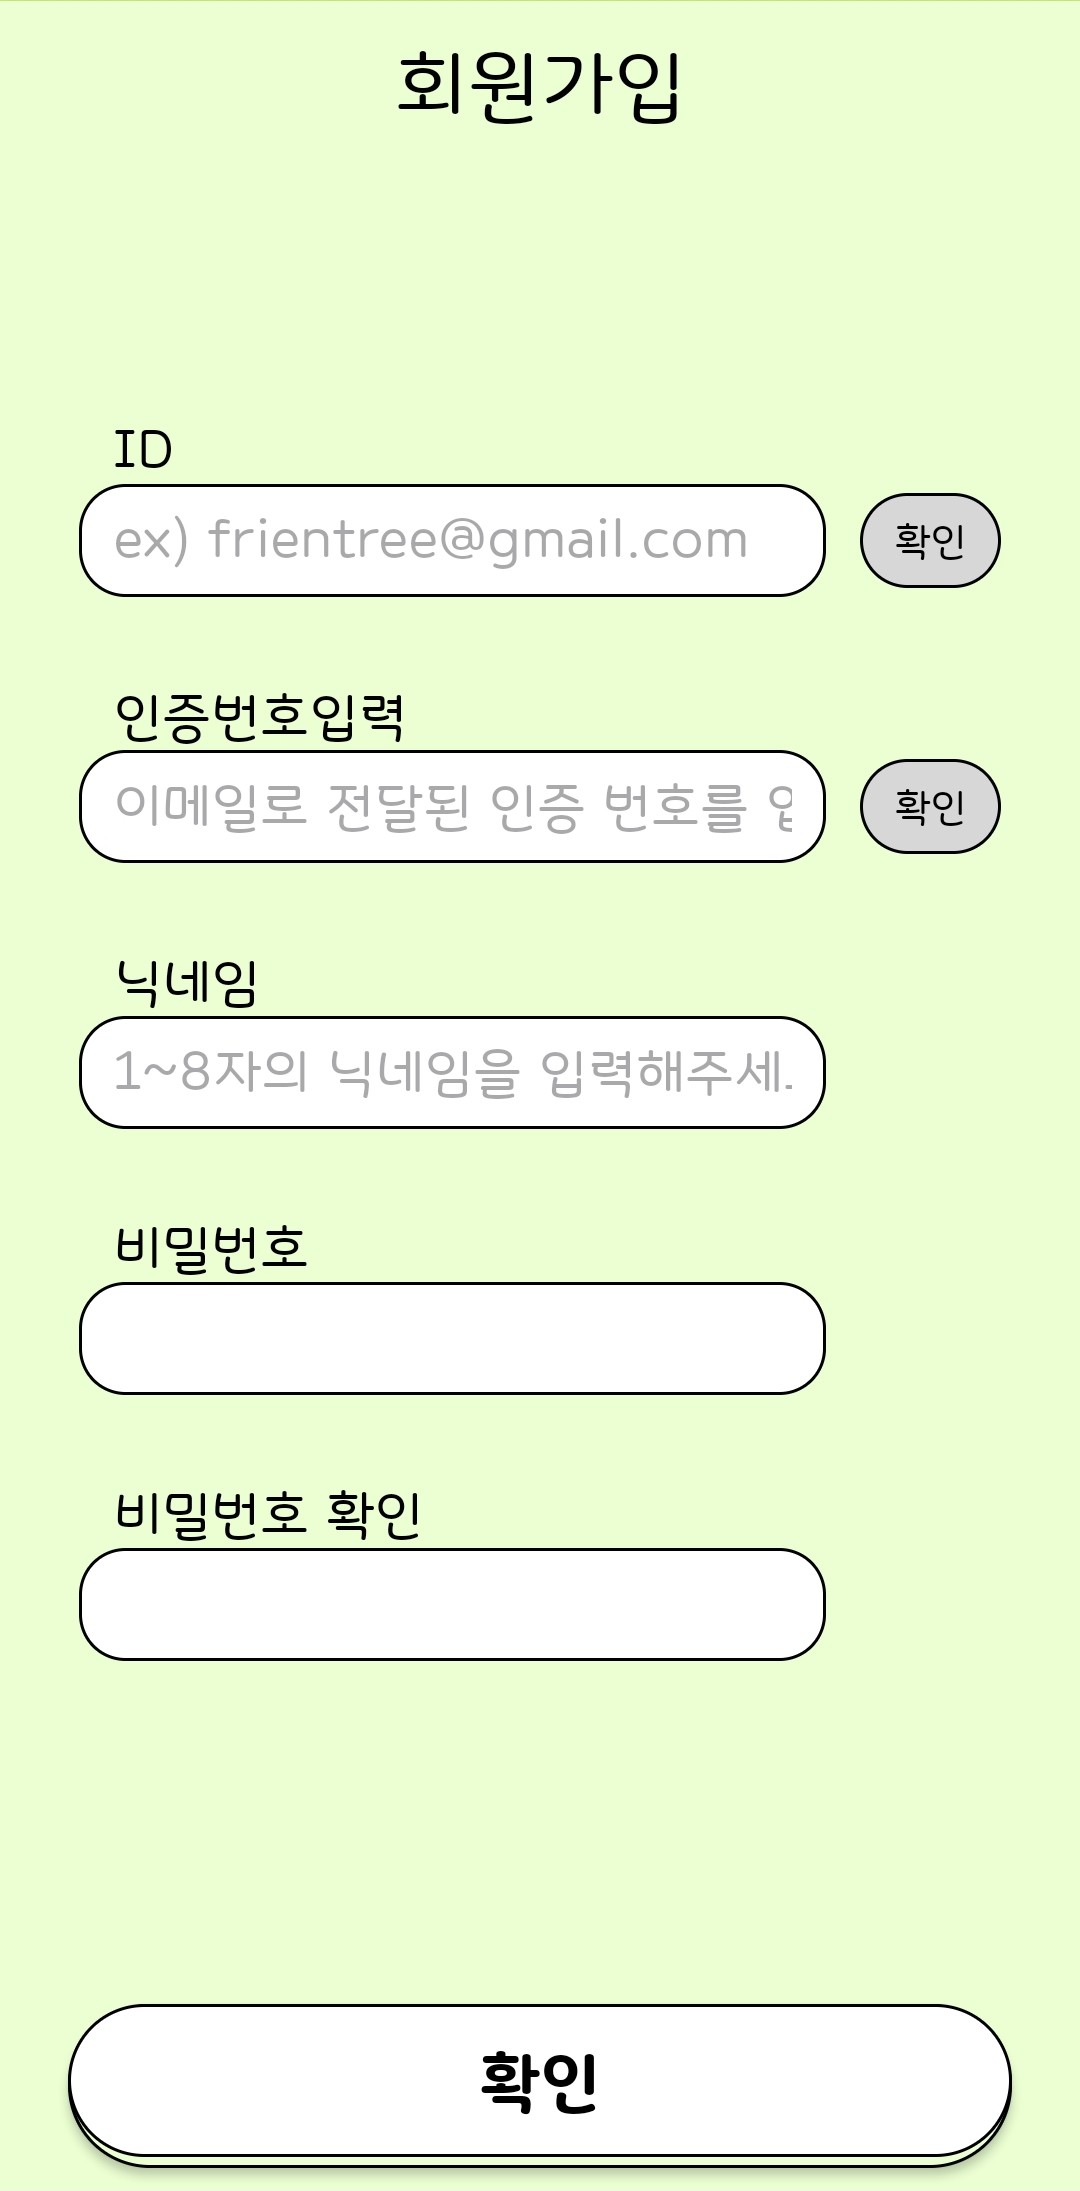 회원가입
ID
ex) frientree@gmail.com
확인
인증번호입력
이메일로 전달된 인증 번호를
확인
닉네임
1~8자의 닉네임을 입력해주세.
비밀번호
비밀번호 확인
확인